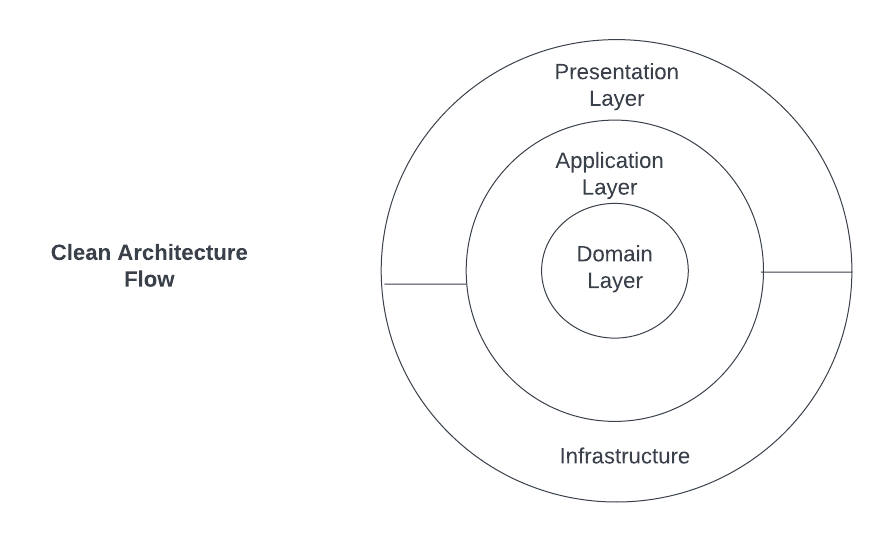 Clean Architecture
Flow
Presentation
Layer
Application
Layer
Domain
Layer
Infrastructure